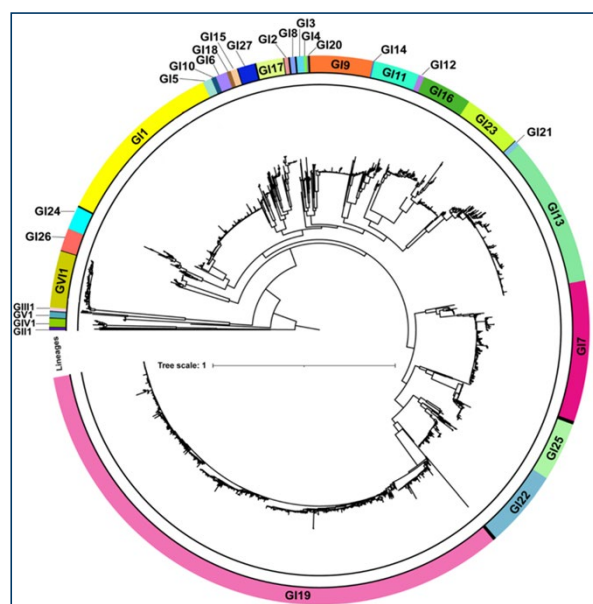 GI3
GI15
GI8
GI4
GI18
GI27
GI2
GI20
GI6
GI14
GI10
GI17
GI9
GI12
GI5
GI11
GI16
GI1
GI23
GI21
GI24
GI13
GI26
GVI1
GIII1
GV1
GIV1
GII1
GI7
Lineages
Tree scale: 1
GI25
GI22
GI19